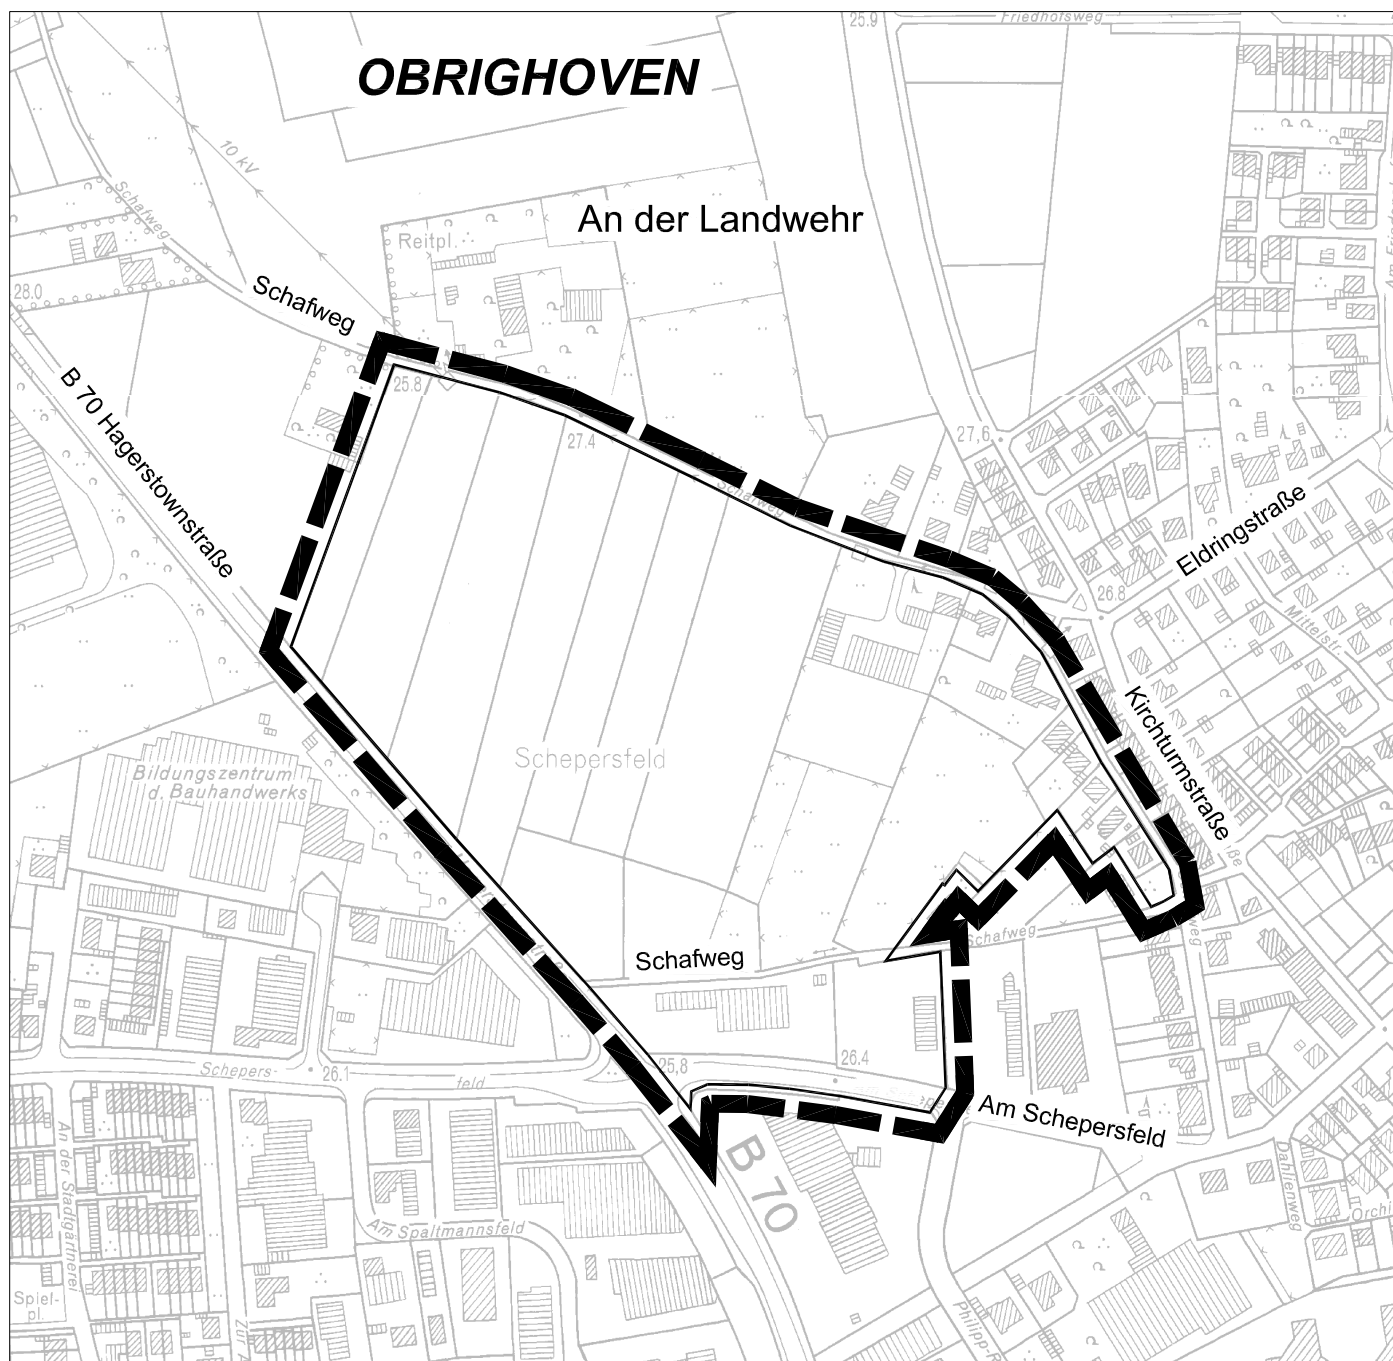 25.9
Friedhofsweg
OBRIGHOVEN
10 kV
Schafweg
An der Landwehr
Reitpl.
28.0
Schafweg
25.8
B 70 Hagerstownstraße
27.4
27,6
Schafweg
Eldringstraße
26.8
Mittelstr.
Kirchturmstraße
Schepersfeld
Bildungszentrum
d. Bauhandwerks
Schafweg
Schafweg
25,8
26.4
Schepers-
26.1
feld
Am Schepersfeld
B 70
An der Stadtgärtnerei
Am Spaltmannsfeld
Dahlienweg
Spiel-
pl.